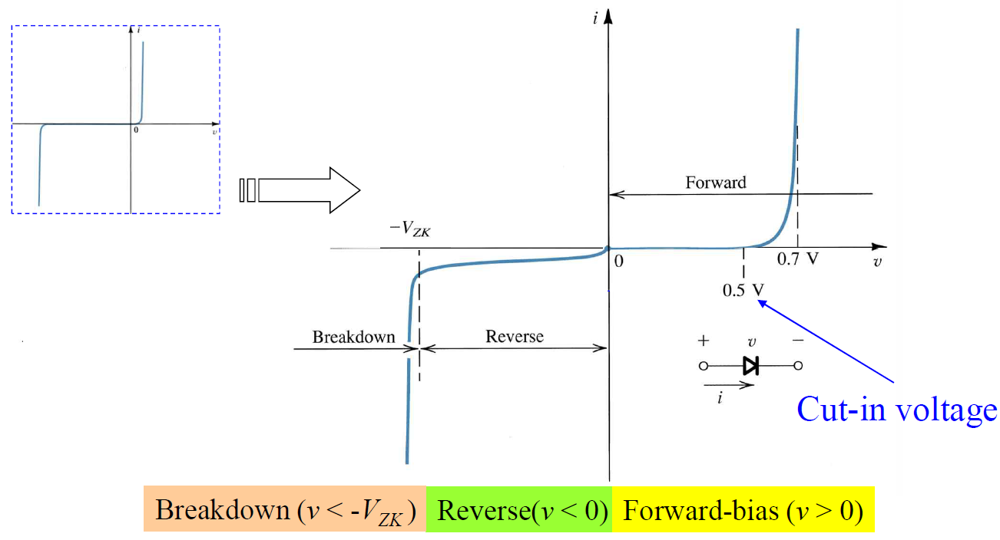 i
0
v
i
Forward
−V_ZK
0
0.7 V
v
0.5 V
Breakdown
Reverse
+ v −
i
Cut-in voltage
Breakdown (v < -V_ZK) Reverse(v < 0) Forward-bias (v > 0)